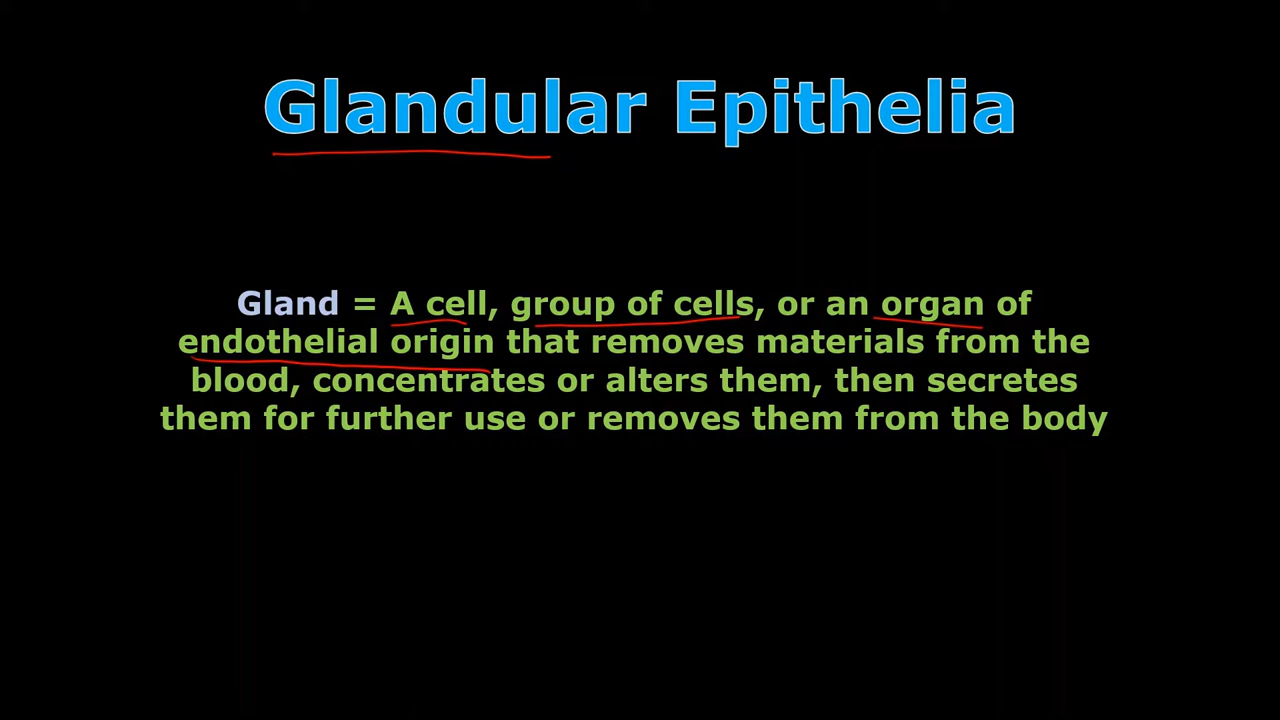 Glandular Epithelia
Gland = A cell, group of cells, or an organ of
endothelial origin that removes materials from the
blood, concentrates or alters them, then secretes
them for further use or removes them from the body